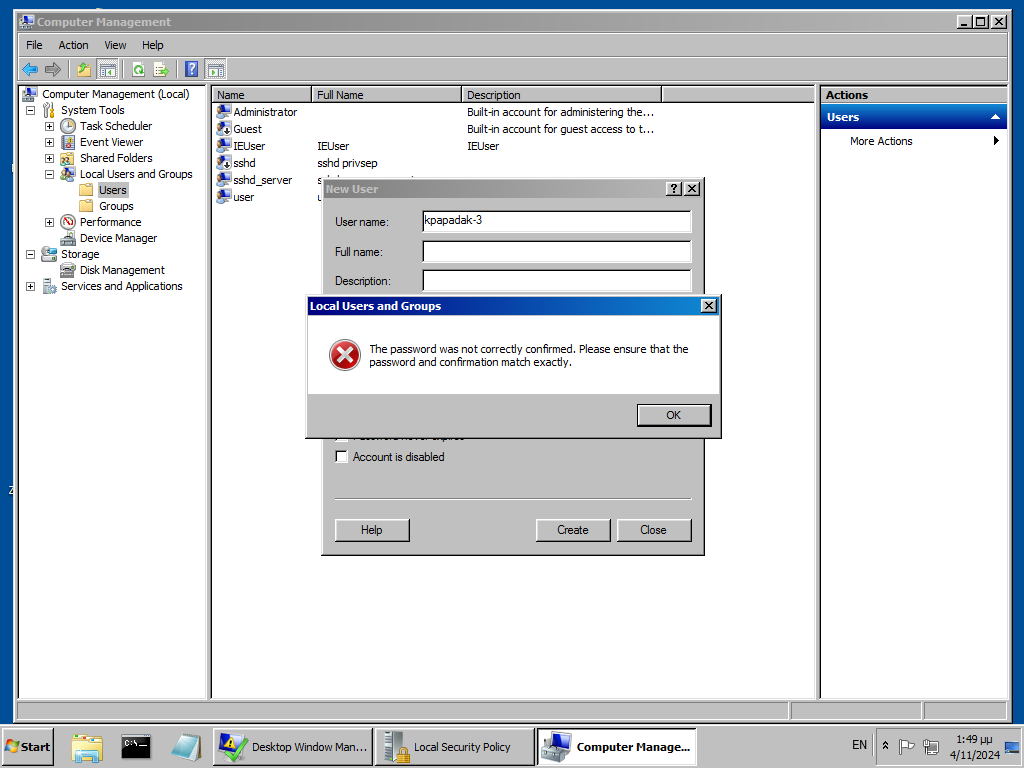 Computer Management
File Action View Help
Computer Management (Local)
System Tools
Task Scheduler
Event Viewer
Shared Folders
Local Users and Groups
Users
Groups
Performance
Device Manager
Storage
Disk Management
Services and Applications
Name Full Name Description
Administrator Built-in account for administering the...
Guest Built-in account for guest access to t...
IEUser IEUser IEUser
sshd sshd privsep
sshd_server
user
Actions
Users
More Actions
New User
User name: kpapadak-3
Full name:
Description:
Local Users and Groups
The password was not correctly confirmed. Please ensure that the
password and confirmation match exactly.
OK
Account is disabled
Help Create Close
Start
C:\_
Desktop Window Man...
Local Security Policy
Computer Manage...
EN
1:49 μμ
4/11/2024